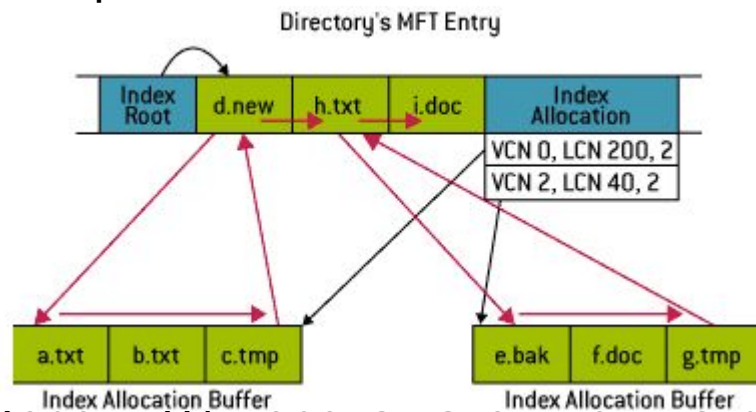 Directory's MFT Entry
Index Root
d.new
h.txt
i.doc
Index Allocation
VCN 0, LCN 200, 2
VCN 2, LCN 40, 2
a.txt
b.txt
c.tmp
e.bak
f.doc
g.tmp
Index Allocation Buffer
Index Allocation Buffer